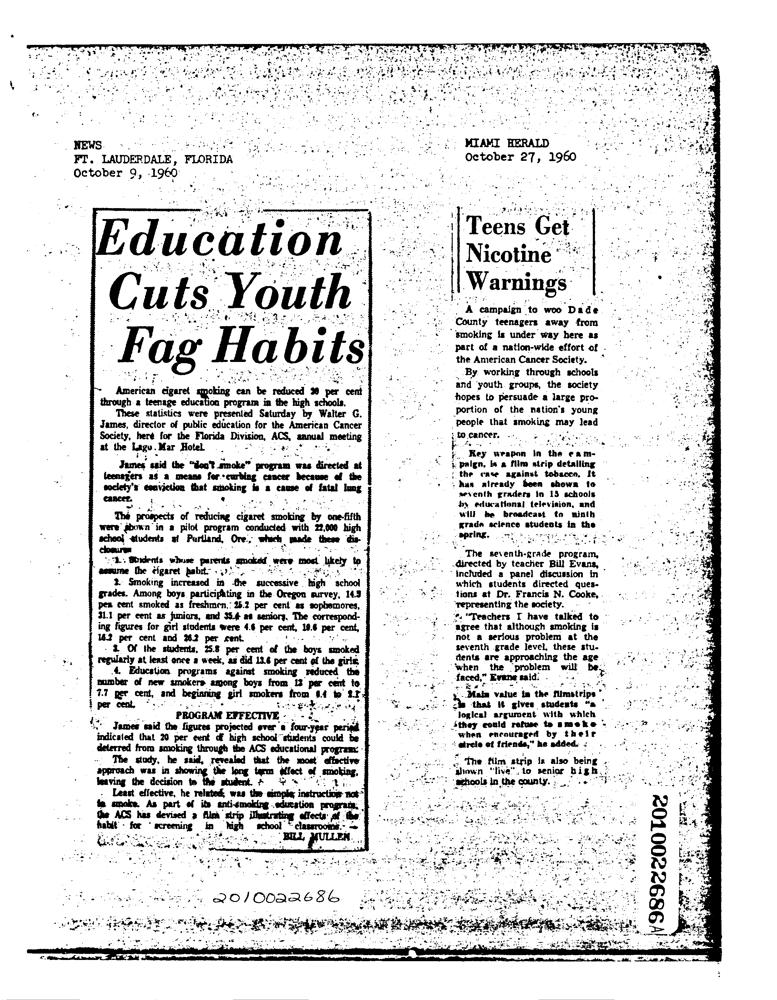 NEWS
FT. LAUDERDALE, FLORIDA
October 9, 1960
Education
Cuts Youth
Fag Habits
American cigaret smoking can be reduced 20 per cent
through a teenage education program in the high schools.
These statistics were presented Saturday by Walter G.
James, director of public education for the American Cancer
Society, here for the Florida Division, ACS, annual meeting
at the Lago Mar Hotel.
James said the "don't smoke" program was directed at
teenagers as a means for curbing cancer because of the
society's conviction that smoking is a cause of fatal lung
cancer.
The prospects of reducing cigaret smoking by one-fifth
were shown in a pilot program conducted with 22,000 high
school students at Portland, Ore., which made these dis-
closures
1. Students whose parents smoked were most likely to
assume the cigaret habit.
2. Smoking increased in the successive high school
grades. Among boys participating in the Oregon survey, 14.5
per cent smoked as freshmen, 25.2 per cent as sophomores,
31.1 per cent as juniors, and 35.4 as seniors. The correspond-
ing figures for girl students were 4.6 per cent, 10.6 per cent,
16.2 per cent and 26.2 per cent.
3. Of the students, 25.8 per cent of the boys smoked
regularly at least once a week, as did 13.6 per cent of the girls.
4. Education programs against smoking reduced the
number of new smokers among boys from 12 per cent to
7.7 per cent, and beginning girl smokers from to
per cent.
PROGRAM EFFECTIVE
James said the figures projected over a four-year period
indicated that 20 per cent of high school students could be
deterred from smoking through the ACS educational program.
The study, he said, revealed that the most effective
approach was in showing the long term effect of smoking,
leaving the decision to the student.
Least effective, he related, was the simple instruction not
to smoke. As part of its anti-smoking education program,
the ACS has devised a film strip illustrating effects of the
habit for screening in high school classrooms. —
BILL MULLEN
MIAMI HERALD
October 27, 1960
Teens Get
Nicotine
Warnings
A campaign to woo Dade
County teenagers away from
smoking is under way here as
part of a nation-wide effort of
the American Cancer Society.
By working through schools
and youth groups, the society
hopes to persuade a large pro-
portion of the nation's young
people that smoking may lead
to cancer.
Key weapon in the cam-
paign, is a film strip detailing
the case against tobacco. It
has already been shown to
seventh graders in 15 schools
by educational television, and
will be broadcast to ninth
grade science students in the
spring.
The seventh-grade program,
directed by teacher Bill Evans,
included a panel discussion in
which students directed ques-
tions at Dr. Francis N. Cooke,
representing the society.
"Teachers I have talked to
agree that although smoking is
not a serious problem at the
seventh grade level, these stu-
dents are approaching the age
when the problem will be
faced," Evans said.
Main value in the filmstrips
is that it gives students "a
logical argument with which
they could refuse to smoke
when encouraged by their
circle of friends," he added.
The film strip is also being
shown "live" to senior high
schools in the county.
2010022686
2010022686A